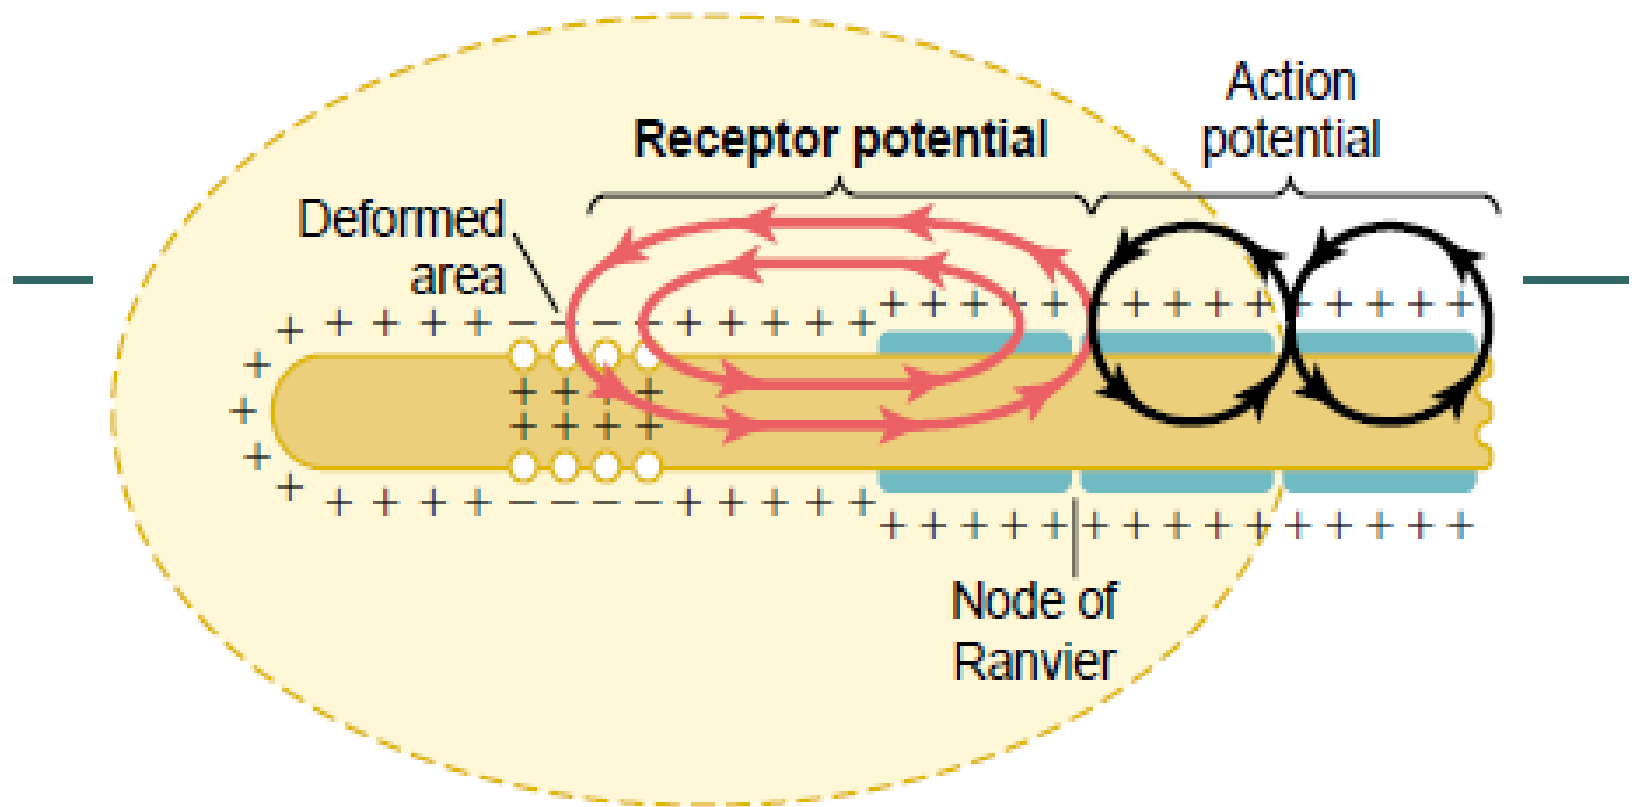 Action
potential
Receptor potential
Deformed
area
+ + + + + + + + + + + + + + +
+ + + + + − − − − + + + + +
+
+ + + +
+
+ + + +
+
+
+ + + + − − − − + + + + +
+ + + + + + + + + + + + + + +
Node of
Ranvier